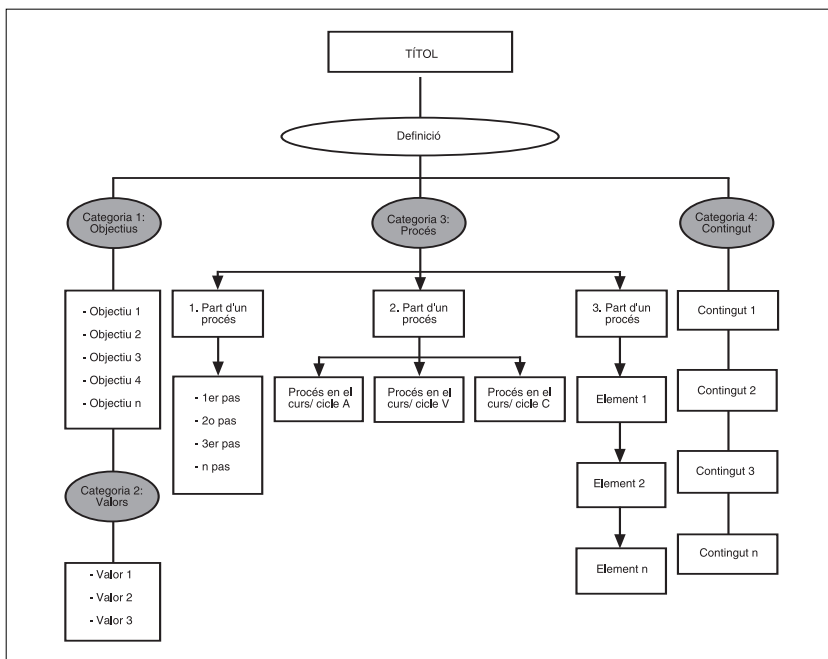 TÍTOL
Definició
Categoria 1:
Objectius
Categoria 3:
Procés
Categoria 4:
Contingut
- Objectiu 1
- Objectiu 2
- Objectiu 3
- Objectiu 4
- Objectiu n
1. Part d'un
procés
2. Part d'un
procés
3. Part d'un
procés
Contingut 1
- 1er pas
- 2o pas
- 3er pas
- n pas
Procés en el
curs/ cicle A
Procés en el
curs/ cicle V
Procés en el
curs/ cicle C
Element 1
Contingut 2
Categoria 2:
Valors
Element 2
Contingut 3
Element n
Contingut n
- Valor 1
- Valor 2
- Valor 3